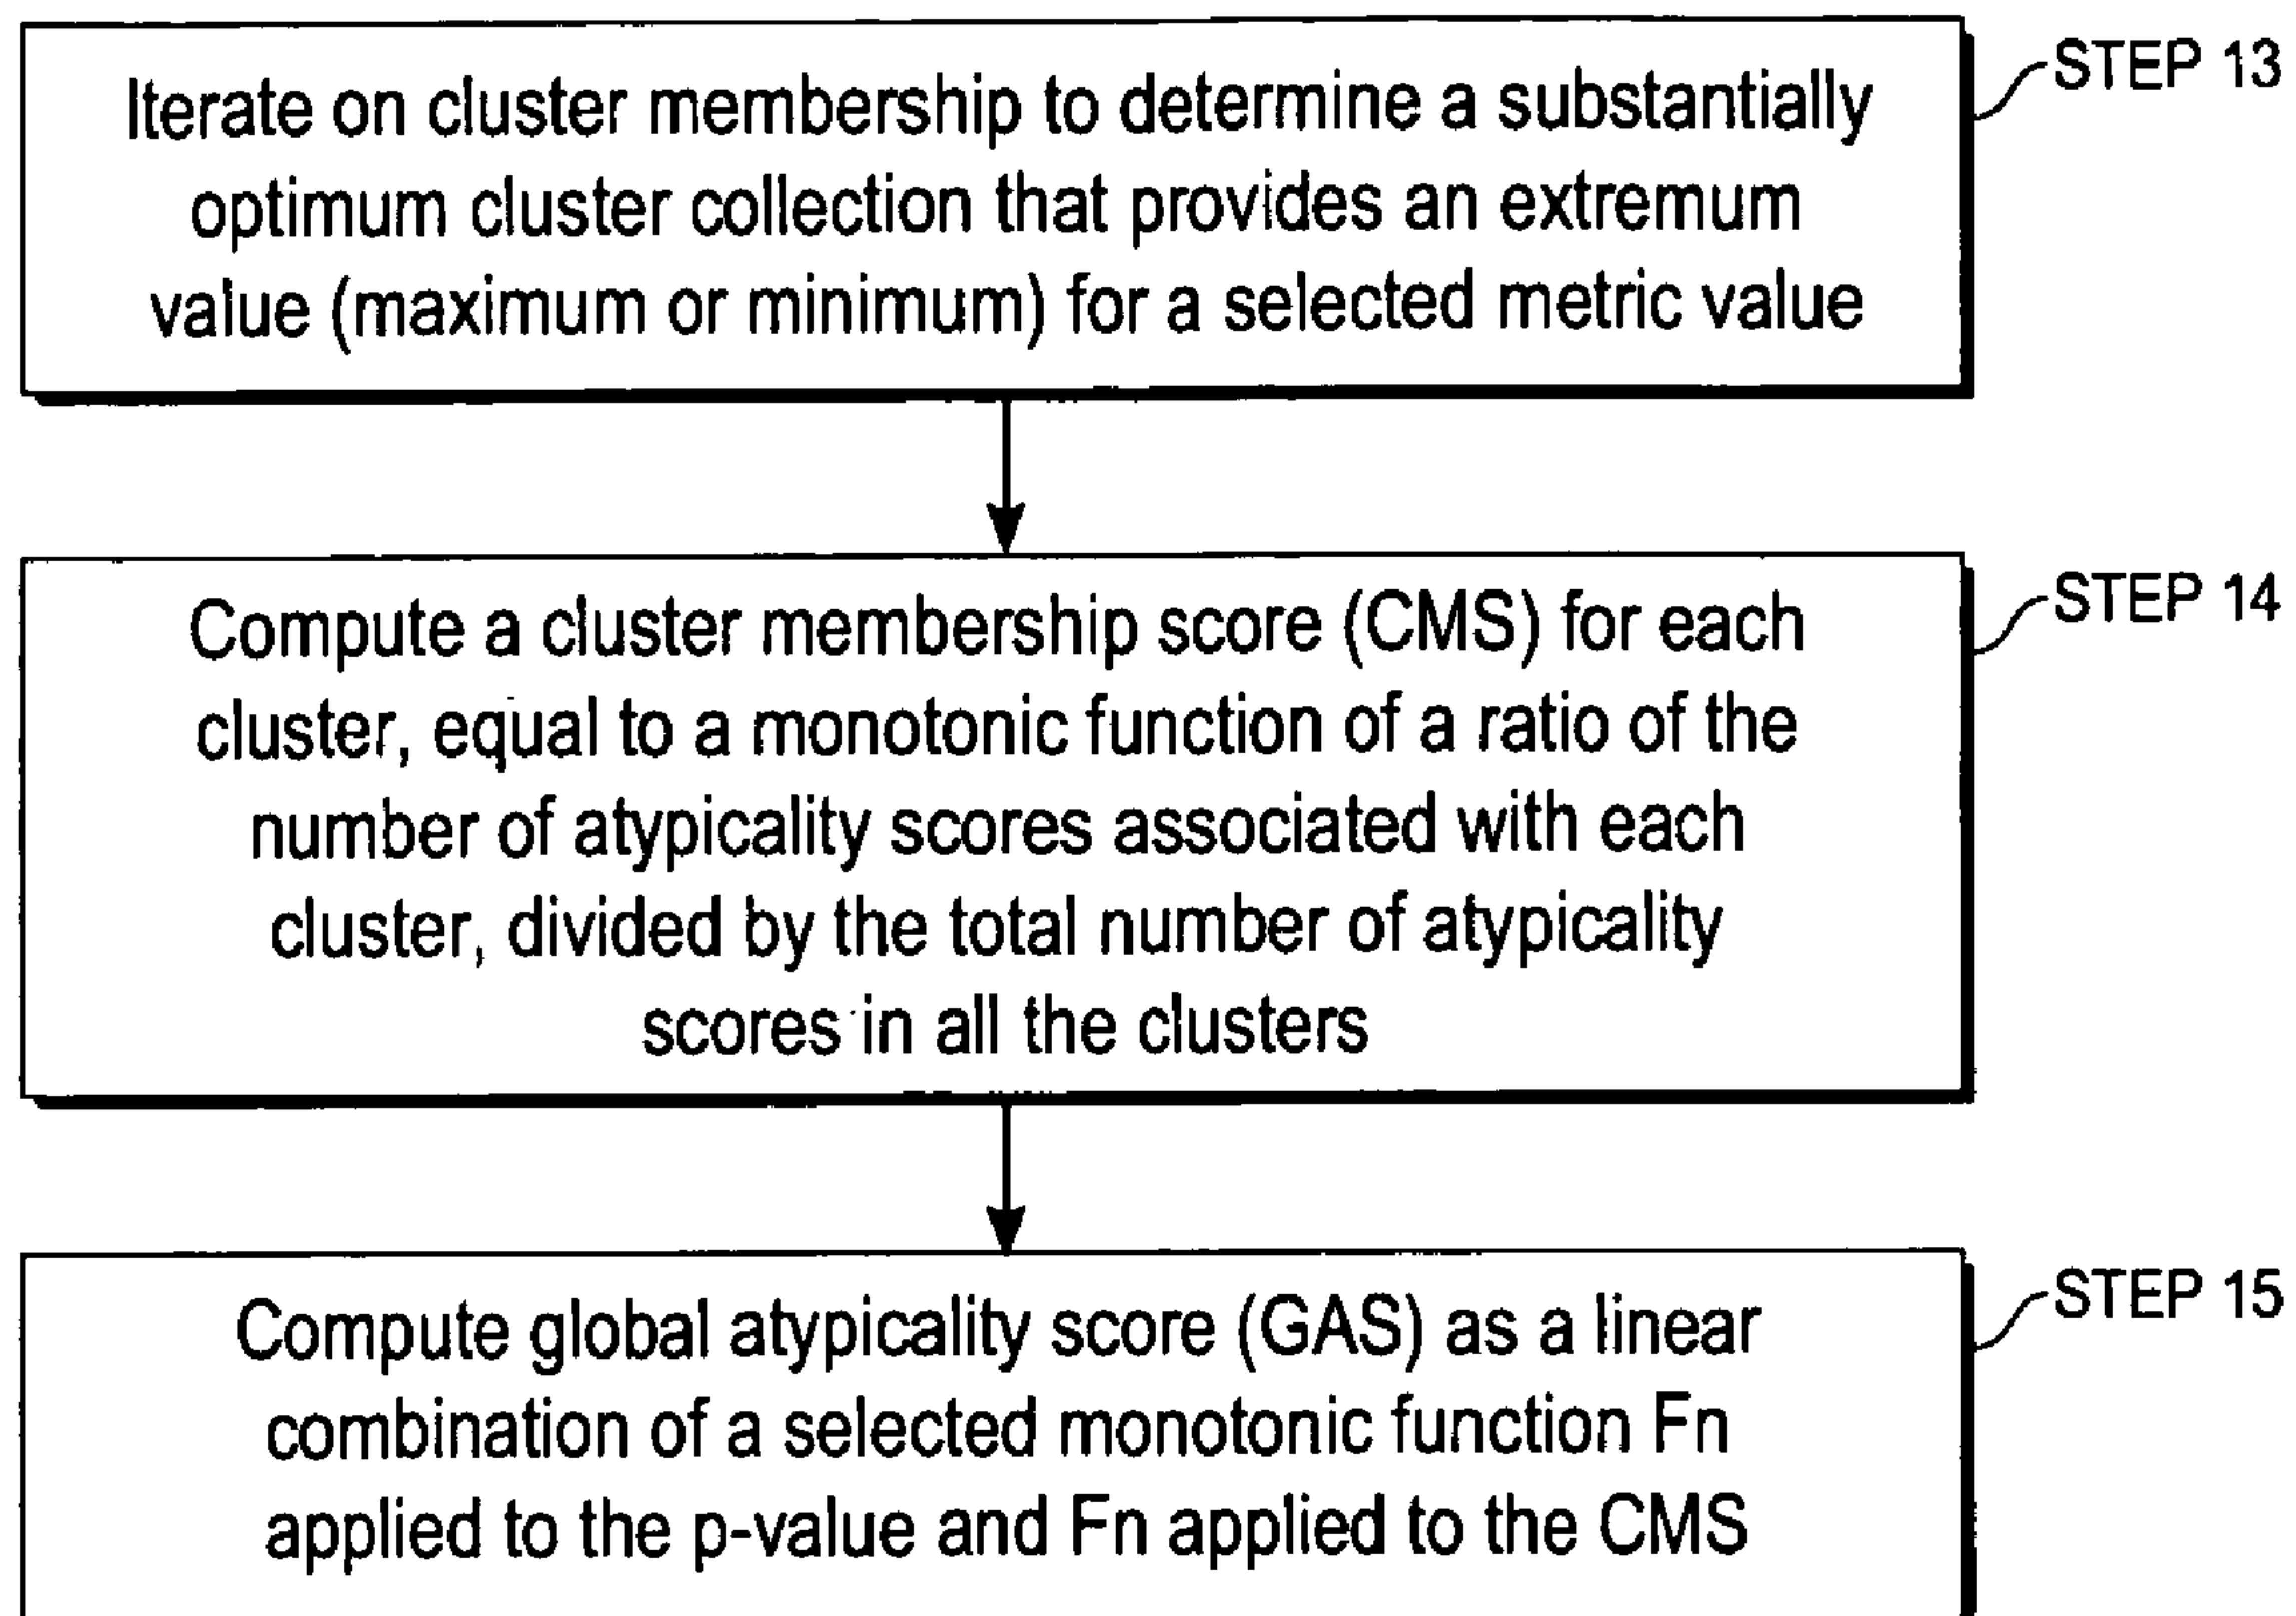 Iterate on cluster membership to determine a substantially
optimum cluster collection that provides an extremum
value (maximum or minimum) for a selected metric value
STEP 13
Compute a cluster membership score (CMS) for each
cluster, equal to a monotonic function of a ratio of the
number of atypicality scores associated with each
cluster, divided by the total number of atypicality
scores in all the clusters
STEP 14
Compute global atypicality score (GAS) as a linear
combination of a selected monotonic function Fn
applied to the p-value and Fn applied to the CMS
STEP 15